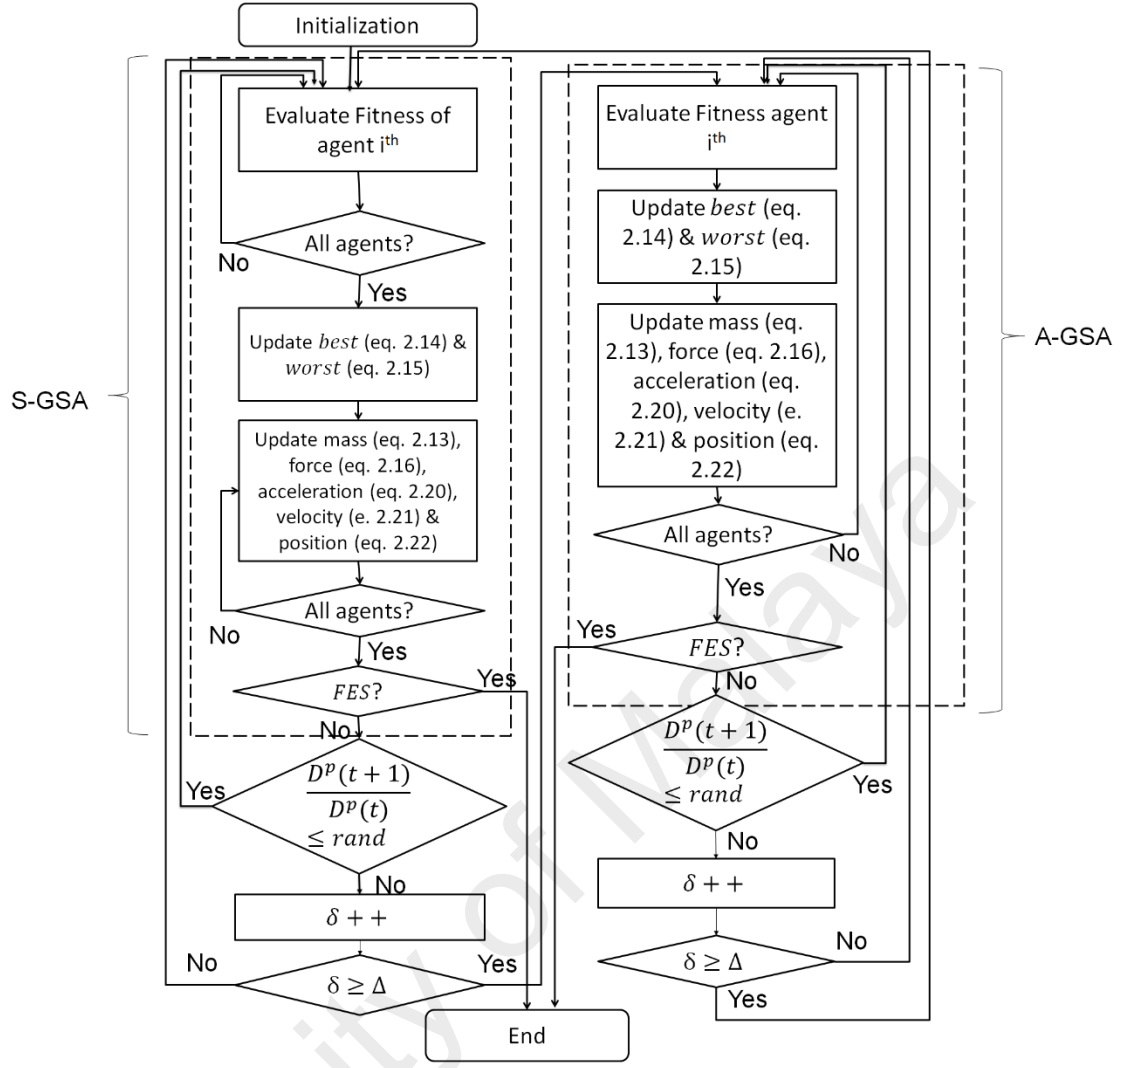 Initialization
S-GSA
Evaluate Fitness of
agent iᵗʰ
All agents?
No
Yes
Update best (eq. 2.14) &
worst (eq. 2.15)
Update mass (eq. 2.13),
force (eq. 2.16),
acceleration (eq. 2.20),
velocity (e. 2.21) &
position (eq. 2.22)
All agents?
No
Yes
FES?
Yes
No
Dᵖ(t + 1)
Dᵖ(t)
≤ rand
Yes
No
δ + +
δ ≥ Δ
No
Yes
A-GSA
Evaluate Fitness agent
iᵗʰ
Update best (eq.
2.14) & worst (eq.
2.15)
Update mass (eq.
2.13), force (eq. 2.16),
acceleration (eq.
2.20), velocity (e.
2.21) & position (eq.
2.22)
All agents?
No
Yes
FES?
Yes
No
Dᵖ(t + 1)
Dᵖ(t)
≤ rand
Yes
No
δ + +
δ ≥ Δ
No
Yes
End
ity of Malaya